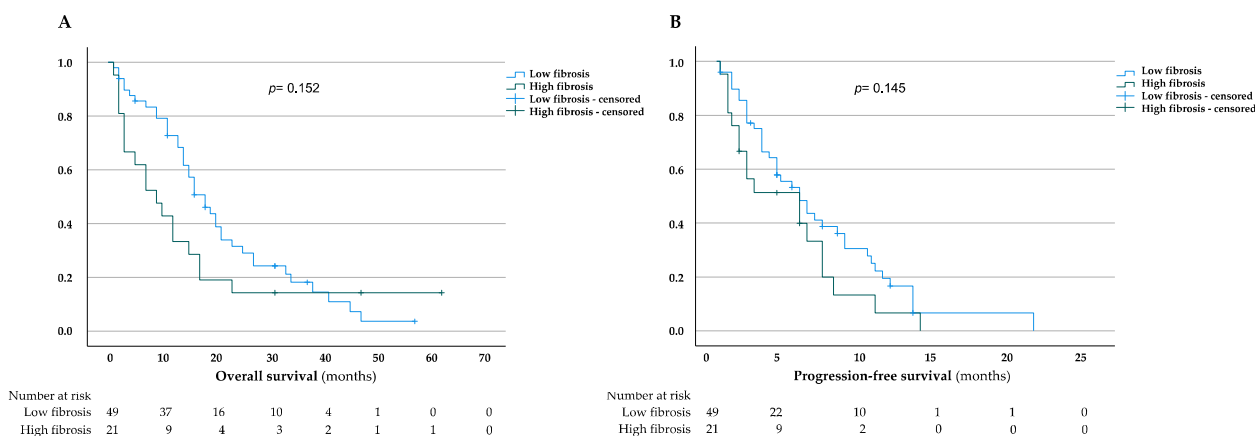 A
1.0
0.8
0.6
0.4
0.2
0.0
p= 0.152
Low fibrosis
High fibrosis
Low fibrosis - censored
High fibrosis - censored
0 10 20 30 40 50 60 70
Overall survival (months)
Number at risk
Low fibrosis 49 37 16 10 4 1 0 0
High fibrosis 21 9 4 3 2 1 1 0
B
1.0
0.8
0.6
0.4
0.2
0.0
p= 0.145
Low fibrosis
High fibrosis
Low fibrosis - censored
High fibrosis - censored
0 5 10 15 20 25
Progression-free survival (months)
Number at risk
Low fibrosis 49 22 10 1 1 0
High fibrosis 21 9 2 0 0 0